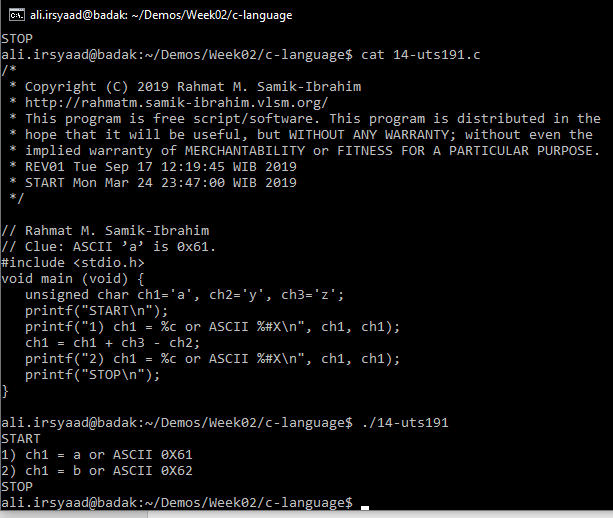 ali.irsyaad@badak: ~/Demos/Week02/c-language
STOP
ali.irsyaad@badak:~/Demos/Week02/c-language$ cat 14-uts191.c
/*
 * Copyright (C) 2019 Rahmat M. Samik-Ibrahim
 * http://rahmatm.samik-ibrahim.vlsm.org/
 * This program is free script/software. This program is distributed in the
 * hope that it will be useful, but WITHOUT ANY WARRANTY; without even the
 * implied warranty of MERCHANTABILITY or FITNESS FOR A PARTICULAR PURPOSE.
 * REV01 Tue Sep 17 12:19:45 WIB 2019
 * START Mon Mar 24 23:47:00 WIB 2019
 */

// Rahmat M. Samik-Ibrahim
// Clue: ASCII ’a’ is 0x61.
#include <stdio.h>
void main (void) {
   unsigned char ch1='a', ch2='y', ch3='z';
   printf("START\n");
   printf("1) ch1 = %c or ASCII %#X\n", ch1, ch1);
   ch1 = ch1 + ch3 - ch2;
   printf("2) ch1 = %c or ASCII %#X\n", ch1, ch1);
   printf("STOP\n");
}

ali.irsyaad@badak:~/Demos/Week02/c-language$ ./14-uts191
START
1) ch1 = a or ASCII 0X61
2) ch1 = b or ASCII 0X62
STOP
ali.irsyaad@badak:~/Demos/Week02/c-language$